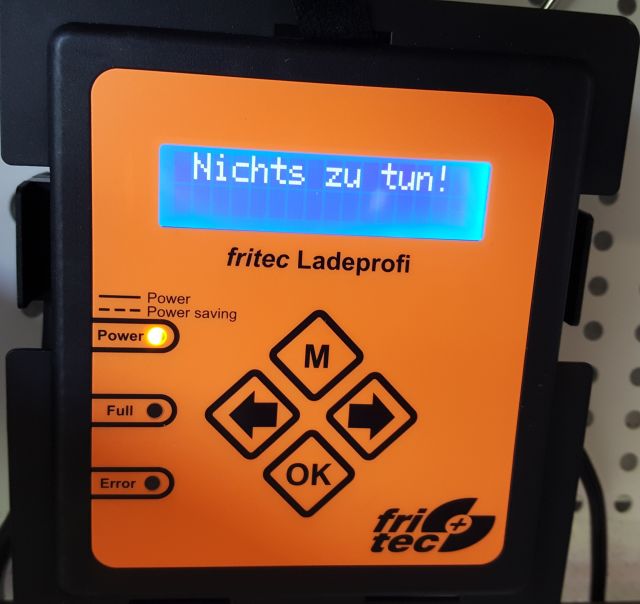 Nichts zu tun!
fritec Ladeprofi
Power
Power saving
Power
Full
Error
M
OK
fri
tec